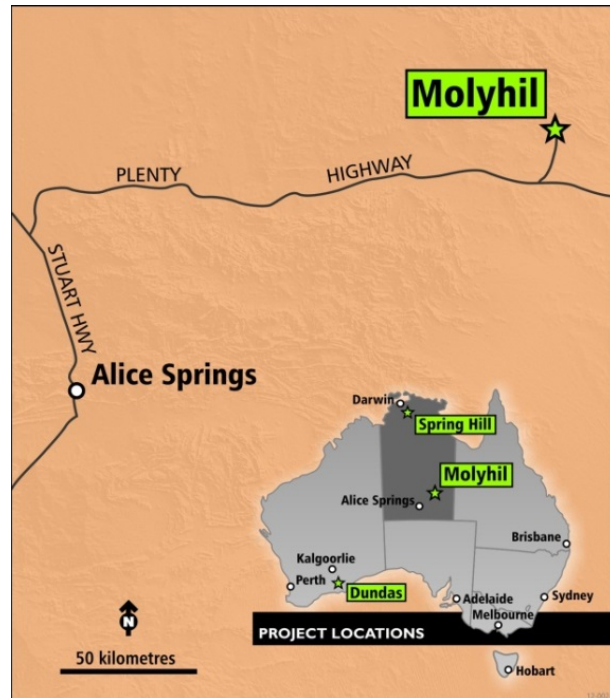 Molyhil
PLENTY
HIGHWAY
STUART HWY
Alice Springs
Darwin
Spring Hill
Molyhil
Alice Springs
Brisbane
Kalgoorlie
Perth
Dundas
Adelaide
Sydney
Melbourne
PROJECT LOCATIONS
N
50 kilometres
Hobart